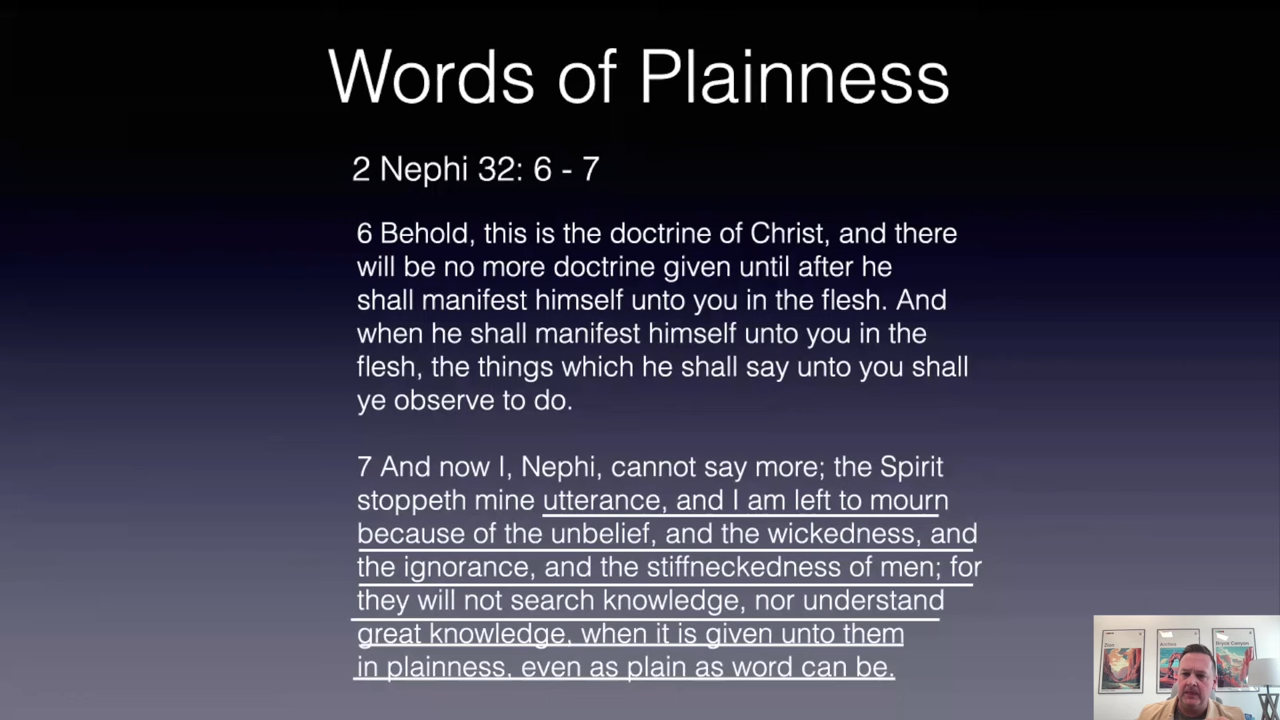 Words of Plainness
2 Nephi 32: 6 - 7
6 Behold, this is the doctrine of Christ, and there
will be no more doctrine given until after he
shall manifest himself unto you in the flesh. And
when he shall manifest himself unto you in the
flesh, the things which he shall say unto you shall
ye observe to do.
7 And now I, Nephi, cannot say more; the Spirit
stoppeth mine utterance, and I am left to mourn
because of the unbelief, and the wickedness, and
the ignorance, and the stiffneckedness of men; for
they will not search knowledge, nor understand
great knowledge, when it is given unto them
in plainness, even as plain as word can be.
Zion
Bryce Canyon